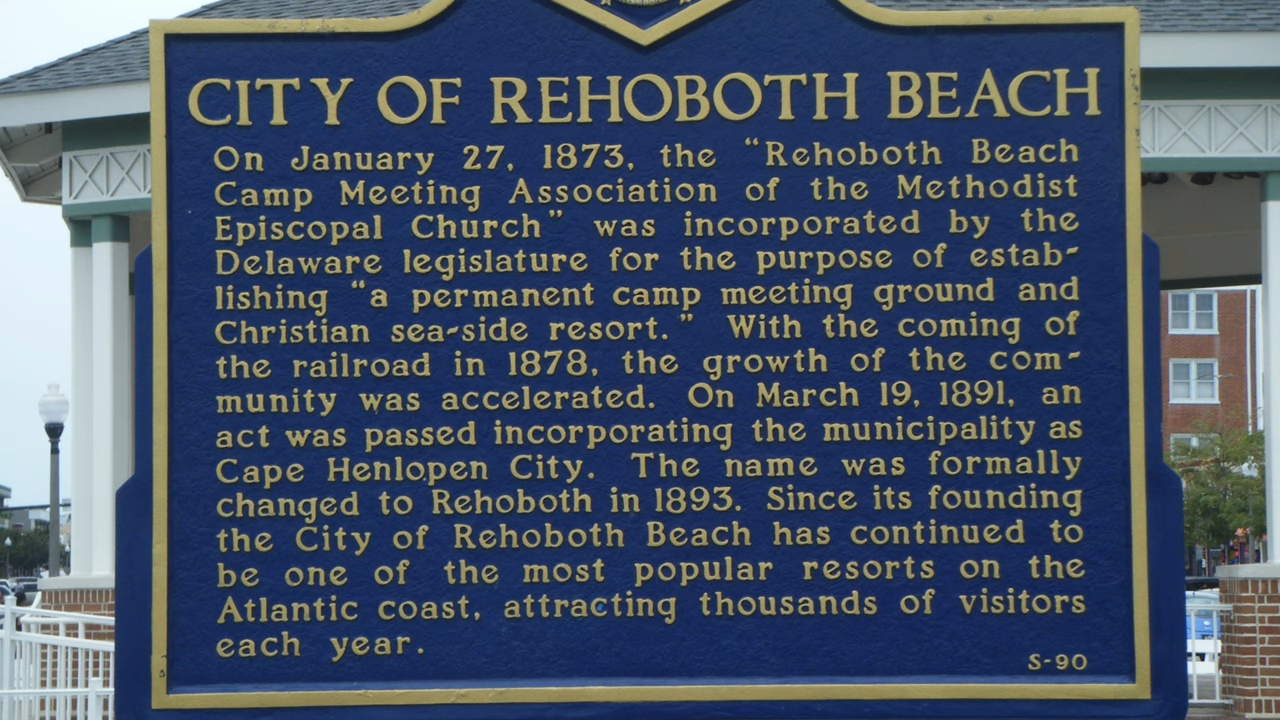 CITY OF REHOBOTH BEACH
On January 27, 1873, the "Rehoboth Beach
Camp Meeting Association of the Methodist
Episcopal Church" was incorporated by the
Delaware legislature for the purpose of estab-
lishing "a permanent camp meeting ground and
Christian sea-side resort." With the coming of
the railroad in 1878, the growth of the com-
munity was accelerated. On March 19, 1891, an
act was passed incorporating the municipality as
Cape Henlopen City. The name was formally
changed to Rehoboth in 1893. Since its founding
the City of Rehoboth Beach has continued to
be one of the most popular resorts on the
Atlantic coast, attracting thousands of visitors
each year.
S-90